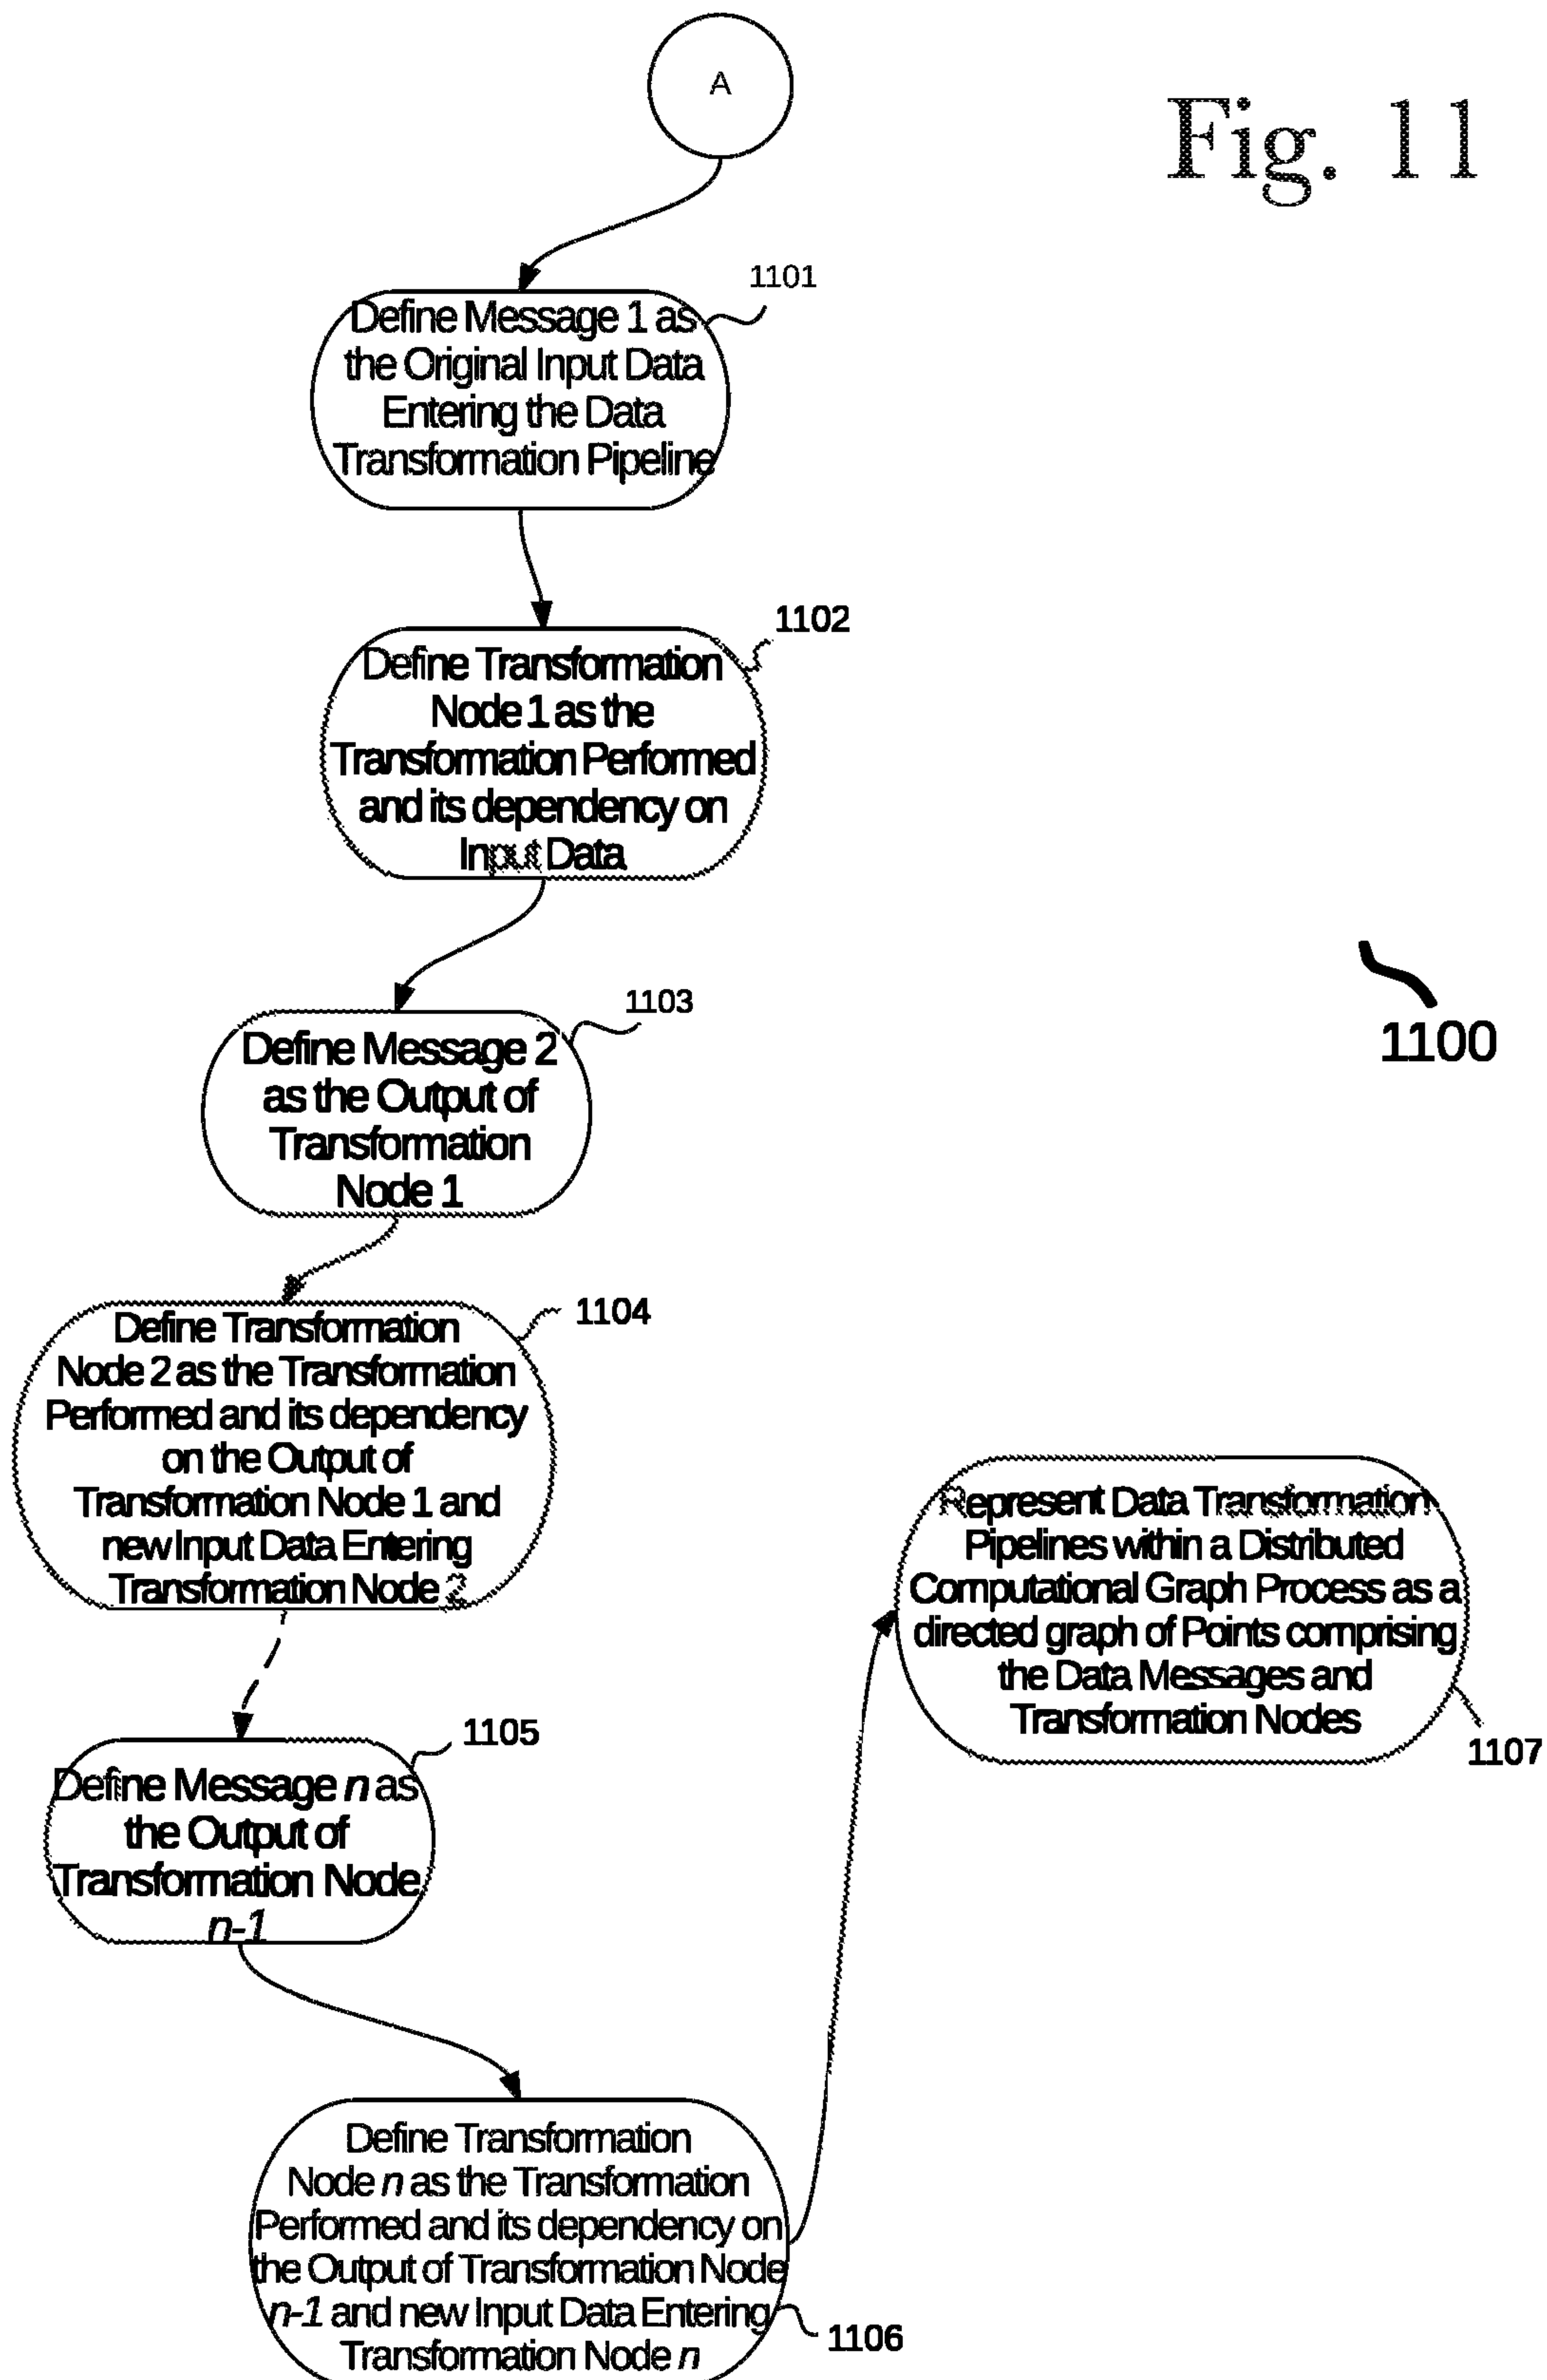 A
Fig. 11
1101
Define Message 1 as
the Original Input Data
Entering the Data
Transformation Pipeline
1102
Define Transformation
Node 1 as the
Transformation Performed
and its dependency on
Input Data
1103
Define Message 2
as the Output of
Transformation
Node 1
1100
1104
Define Transformation
Node 2 as the Transformation
Performed and its dependency
on the Output of
Transformation Node 1 and
new Input Data Entering
Transformation Node 2
1105
Define Message n as
the Output of
Transformation Node
n-1
Define Transformation
Node n as the Transformation
Performed and its dependency on
the Output of Transformation Node
n-1 and new Input Data Entering
Transformation Node n
1106
Represent Data Transformation
Pipelines within a Distributed
Computational Graph Process as a
directed graph of Points comprising
the Data Messages and
Transformation Nodes
1107